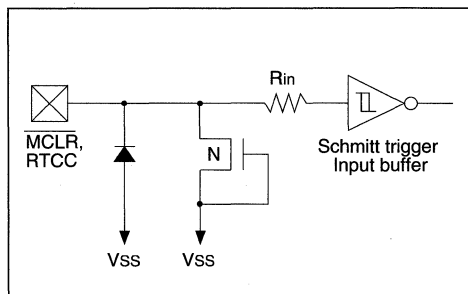 Rin
MCLR,
RTCC
N
Schmitt trigger
Input buffer
VSS
VSS